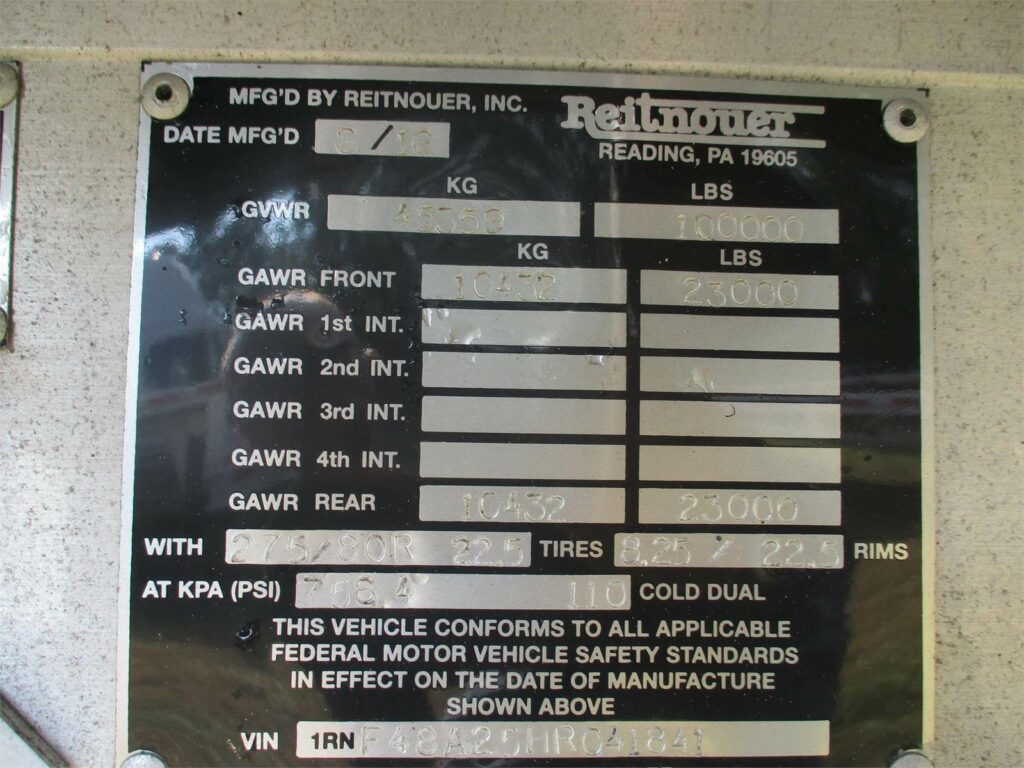 MFG'D BY REITNOUER, INC.
Reitnouer
DATE MFG'D 8/16
READING, PA 19605
KG LBS
GVWR 100000
KG LBS
GAWR FRONT 10432 23000
GAWR 1st INT.
GAWR 2nd INT.
GAWR 3rd INT.
GAWR 4th INT.
GAWR REAR 10432 23000
WITH 275/80R 22.5 TIRES 8.25 / 22.5 RIMS
AT KPA (PSI) 758.4 110 COLD DUAL
THIS VEHICLE CONFORMS TO ALL APPLICABLE
FEDERAL MOTOR VEHICLE SAFETY STANDARDS
IN EFFECT ON THE DATE OF MANUFACTURE
SHOWN ABOVE
VIN 1RNF48A25HR041841